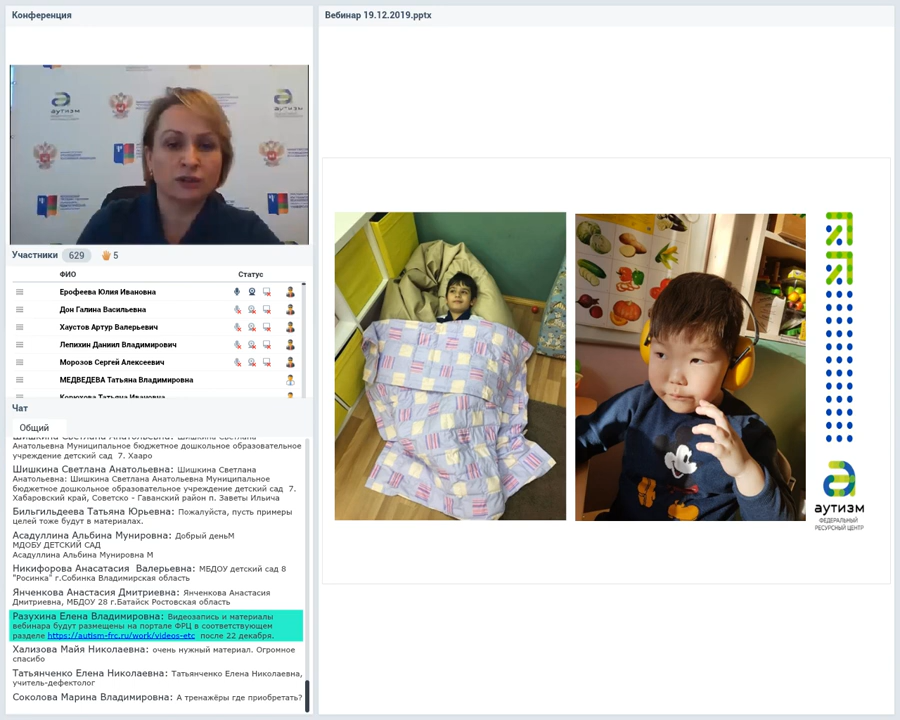 Конференция
Вебинар 19.12.2019.pptx
аутизм
аутизм
Участники 629 5
ФИО Статус
Ерофеева Юлия Ивановна
Дон Галина Васильевна
Хаустов Артур Валерьевич
Лепихин Даниил Владимирович
Морозов Сергей Алексеевич
МЕДВЕДЕВА Татьяна Владимировна
Корюхова Татьяна Ивановна
Чат
Общий
Шишкина Светлана Анатольевна: Шишкина Светлана
Анатольевна Муниципальное бюджетное дошкольное образовательное
учреждение детский сад 7. Хааро
Шишкина Светлана Анатольевна: Шишкина Светлана
Анатольевна: Шишкина Светлана Анатольевна Муниципальное
бюджетное дошкольное образовательное учреждение детский сад 7.
Хабаровский край, Советско - Гаванский район п. Заветы Ильича
Бильгильдеева Татьяна Юрьевна: Пожалуйста, пусть примеры
целей тоже будут в материалах.
Асадуллина Альбина Мунировна: Добрый деньМ
МДОБУ ДЕТСКИЙ САД
Асадуллина Альбина Мунировна М
Никифорова Анасатасия Валерьевна: МБДОУ детский сад 8
"Росинка" г.Собинка Владимирская область
Янченкова Анастасия Дмитриевна: Янченкова Анастасия
Дмитриевна, МБДОУ 28 г.Батайск Ростовская область
Разухина Елена Владимировна: Видеозапись и материалы
вебинара будут размещены на портале ФРЦ в соответствующем
разделе https://autism-frc.ru/work/videos-etc после 22 декабря.
Хализова Майя Николаевна: очень нужный материал. Огромное
спасибо
Татьянченко Елена Николаевна: Татьянченко Елена Николаевна,
учитель-дефектолог
Соколова Марина Владимировна: А тренажёры где приобретать?
аутизм
ФЕДЕРАЛЬНЫЙ
РЕСУРСНЫЙ ЦЕНТР